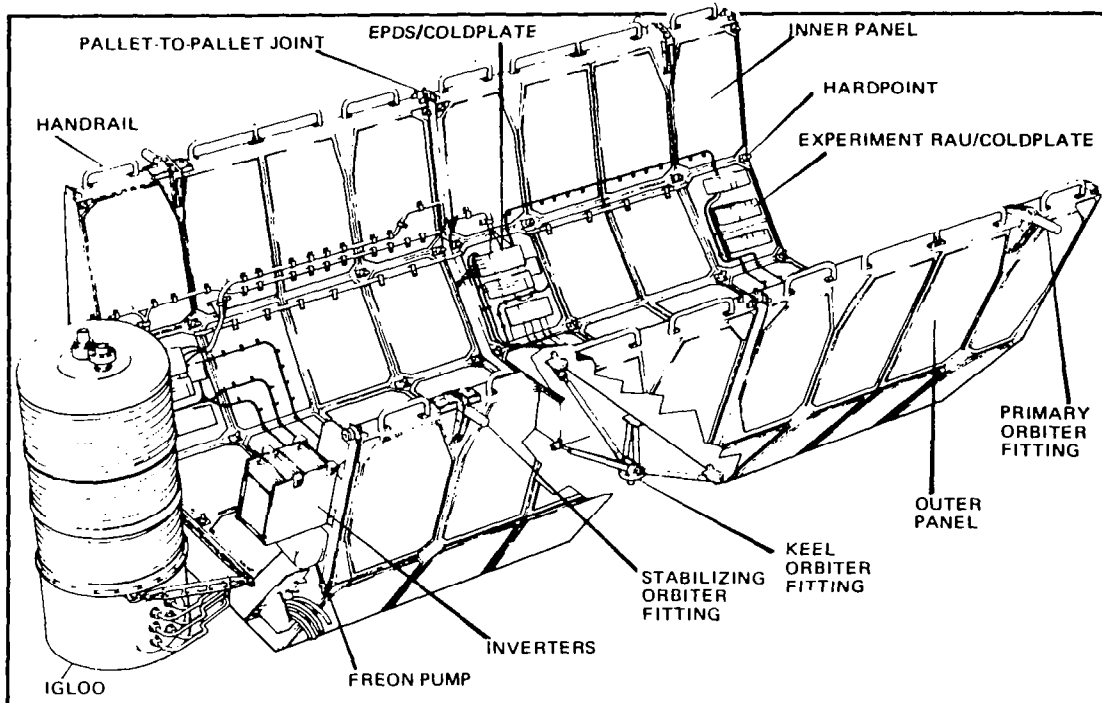 PALLET-TO-PALLET JOINT
EPDS/COLDPLATE
INNER PANEL
HANDRAIL
HARDPOINT
EXPERIMENT RAU/COLDPLATE
PRIMARY
ORBITER
FITTING
OUTER
PANEL
KEEL
ORBITER
FITTING
STABILIZING
ORBITER
FITTING
INVERTERS
FREON PUMP
IGLOO